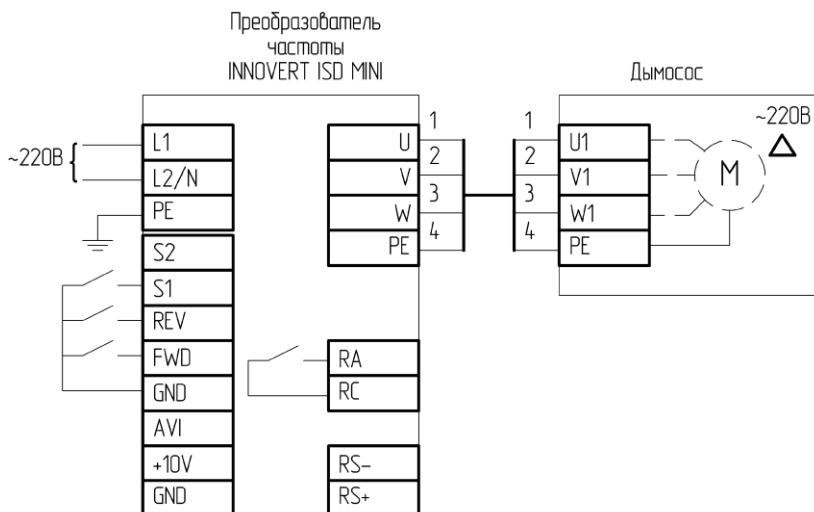 Преобразователь
частоты
INNOVERT ISD MINI
Дымосос
~220В
L1
L2/N
PE
S2
S1
REV
FWD
GND
AVI
+10V
GND
U
V
W
PE
RA
RC
RS-
RS+
1
2
3
4
1
2
3
4
U1
V1
W1
PE
M
~220В